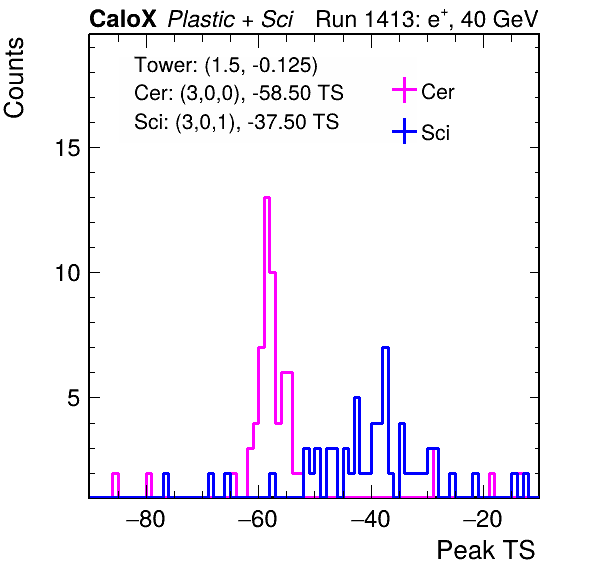 CaloX Plastic + Sci Run 1413: e⁺, 40 GeV
Counts
Tower: (1.5, -0.125)
Cer: (3,0,0), -58.50 TS
Sci: (3,0,1), -37.50 TS
Cer
Sci
15
10
5
−80 −60 −40 −20
Peak TS